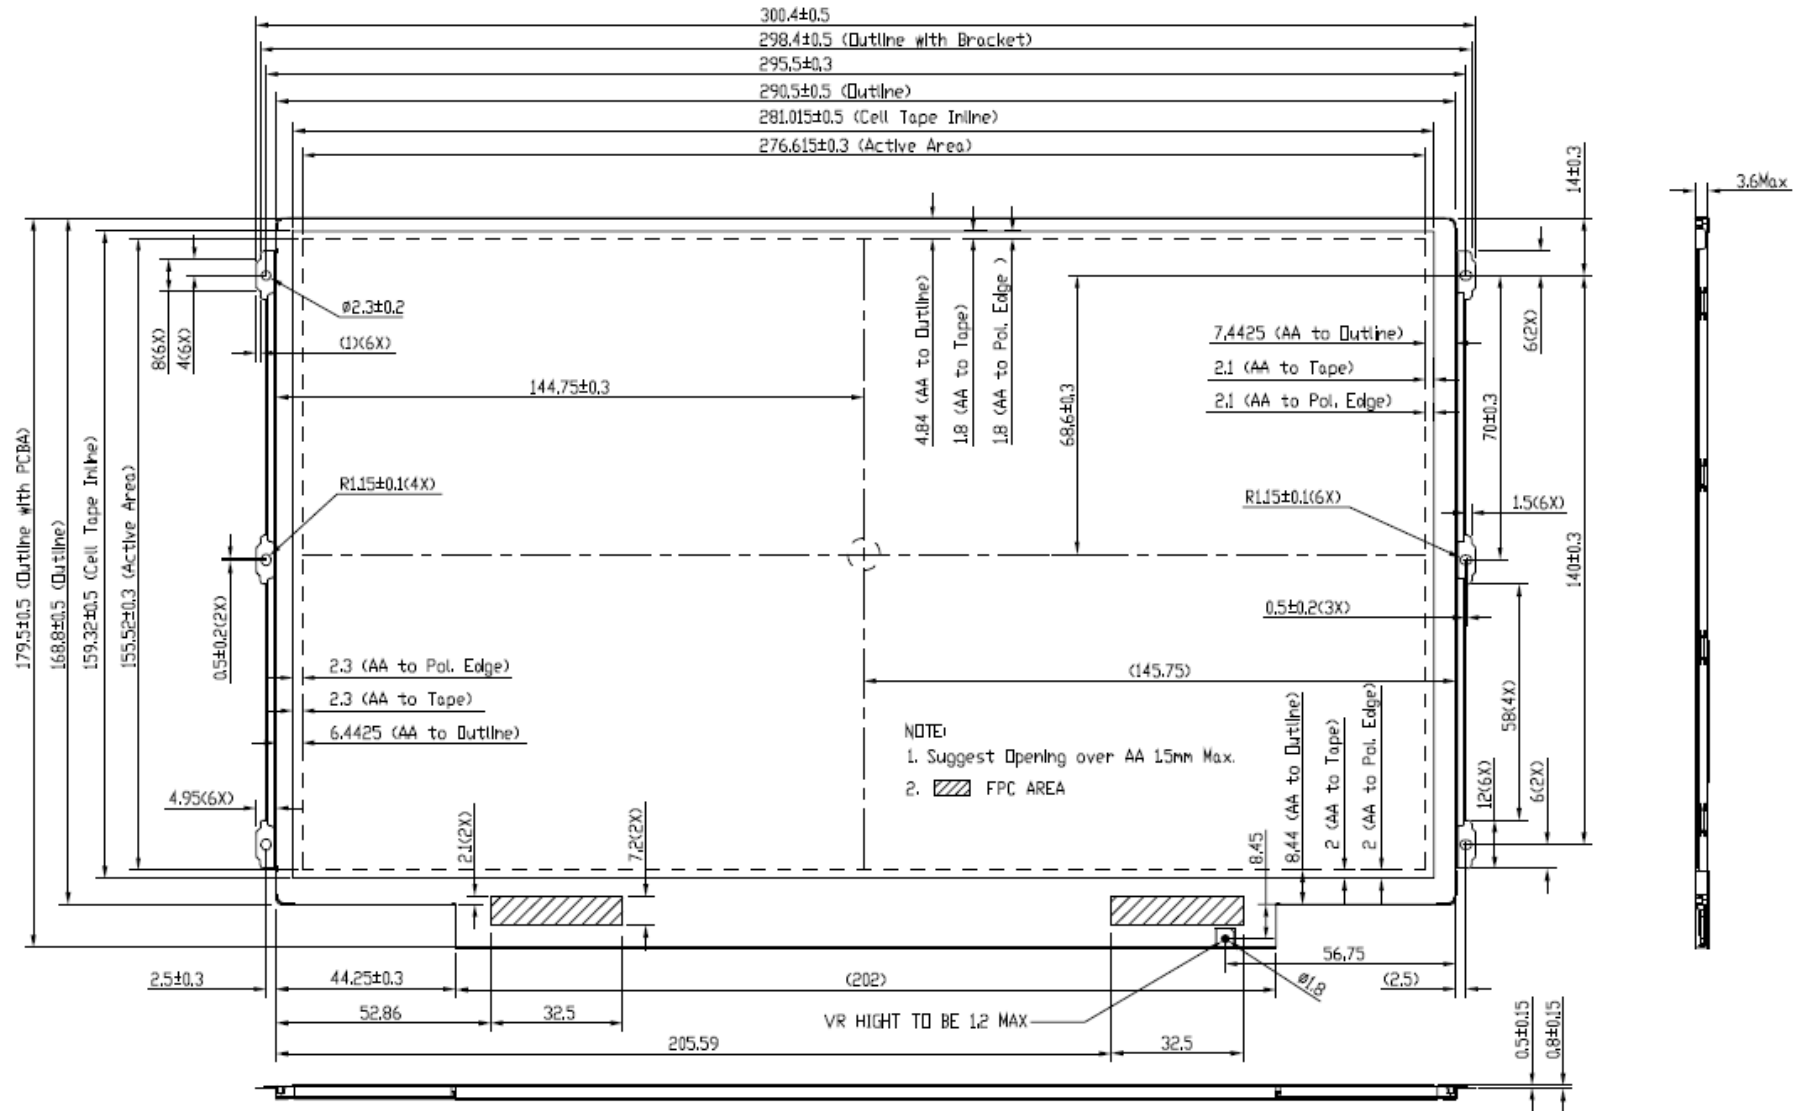 300.4±0.5
298.4±0.5 (Outline with Bracket)
295.5±0.3
290.5±0.5 (Outline)
281.015±0.5 (Cell Tape Inline)
276.615±0.3 (Active Area)
14±0.3
3.6Max
179.5±0.5 (Outline with PCBA)
168.8±0.5 (Outline)
159.32±0.5 (Cell Tape Inline)
155.52±0.3 (Active Area)
8(6X)
4(6X)
ø2.3±0.2
(1)(6X)
144.75±0.3
4.84 (AA to Outline)
1.8 (AA to Tape)
1.8 (AA to Pol. Edge )
68.6±0.3
7.4425 (AA to Outline)
2.1 (AA to Tape)
2.1 (AA to Pol. Edge)
6(2X)
70±0.3
R1.15±0.1(4X)
R1.15±0.1(6X)
1.5(6X)
140±0.3
0.5±0.2(2X)
0.5±0.2(3X)
2.3 (AA to Pol. Edge)
2.3 (AA to Tape)
6.4425 (AA to Outline)
(145.75)
NOTE:
1. Suggest Opening over AA 1.5mm Max.
2. FPC AREA
4.95(6X)
2.1(2X)
7.2(2X)
8.45
8.44 (AA to Outline)
2 (AA to Tape)
2 (AA to Pol. Edge)
58(4X)
12(6X)
6(2X)
2.5±0.3
44.25±0.3
(202)
56.75
ø1.8
(2.5)
52.86
32.5
VR HIGHT TO BE 1.2 MAX
205.59
32.5
0.5±0.15
0.8±0.15